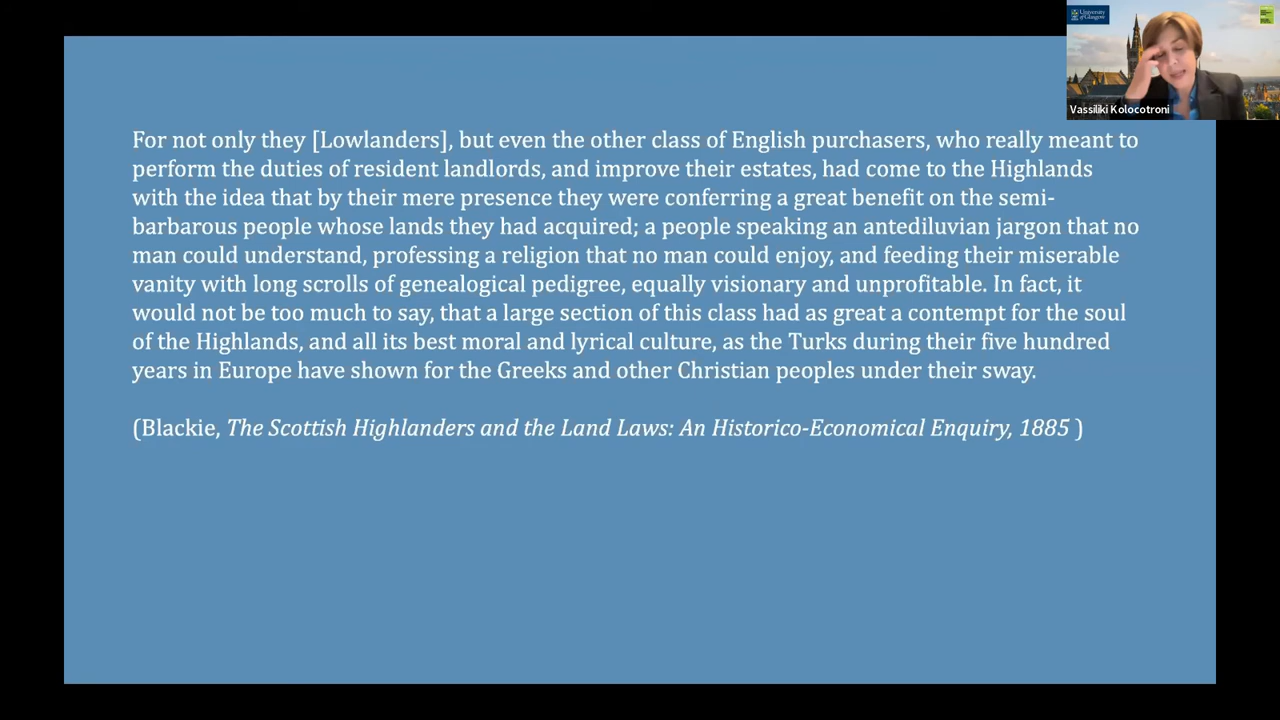 University
of Glasgow
Vassiliki Kolocotroni
For not only they [Lowlanders], but even the other class of English purchasers, who really meant to
perform the duties of resident landlords, and improve their estates, had come to the Highlands
with the idea that by their mere presence they were conferring a great benefit on the semi-
barbarous people whose lands they had acquired; a people speaking an antediluvian jargon that no
man could understand, professing a religion that no man could enjoy, and feeding their miserable
vanity with long scrolls of genealogical pedigree, equally visionary and unprofitable. In fact, it
would not be too much to say, that a large section of this class had as great a contempt for the soul
of the Highlands, and all its best moral and lyrical culture, as the Turks during their five hundred
years in Europe have shown for the Greeks and other Christian peoples under their sway.
(Blackie, The Scottish Highlanders and the Land Laws: An Historico-Economical Enquiry, 1885 )